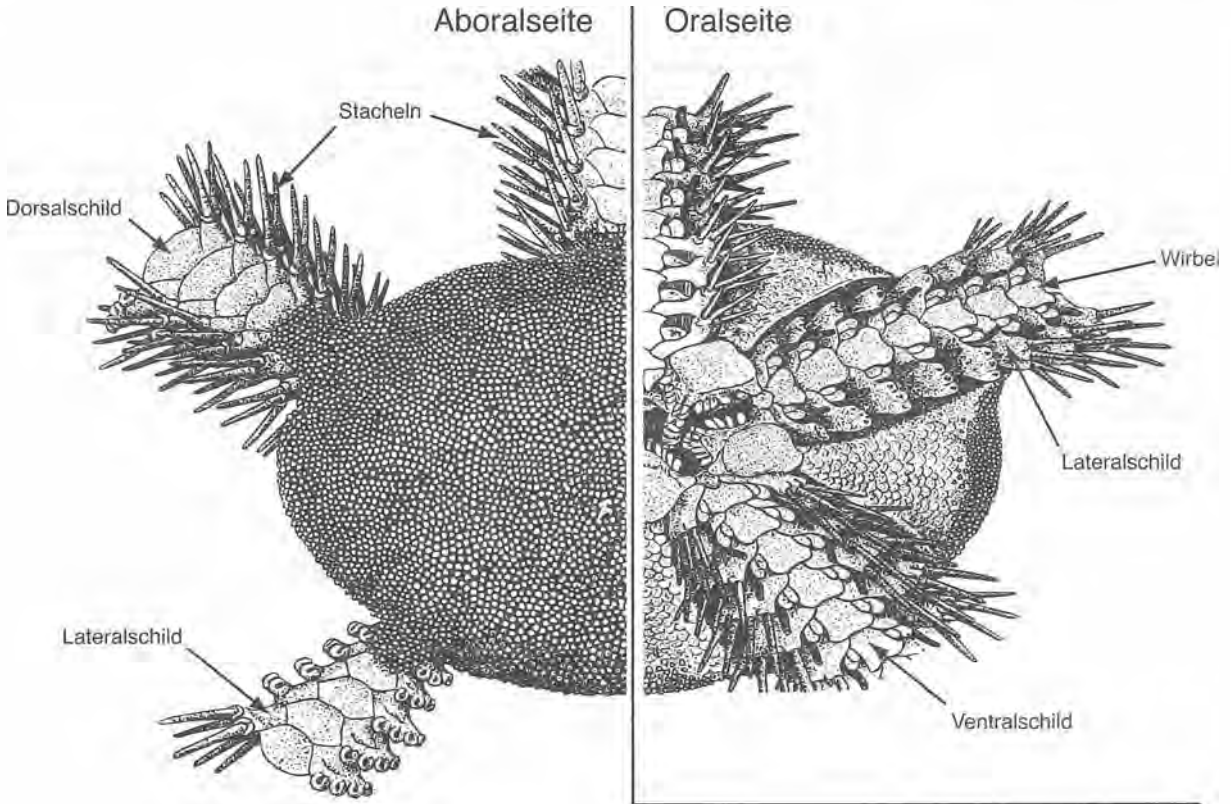 Aboralseite
Oralseite
Stacheln
Dorsalschild
Wirbel
Lateralschild
Lateralschild
Ventralschild